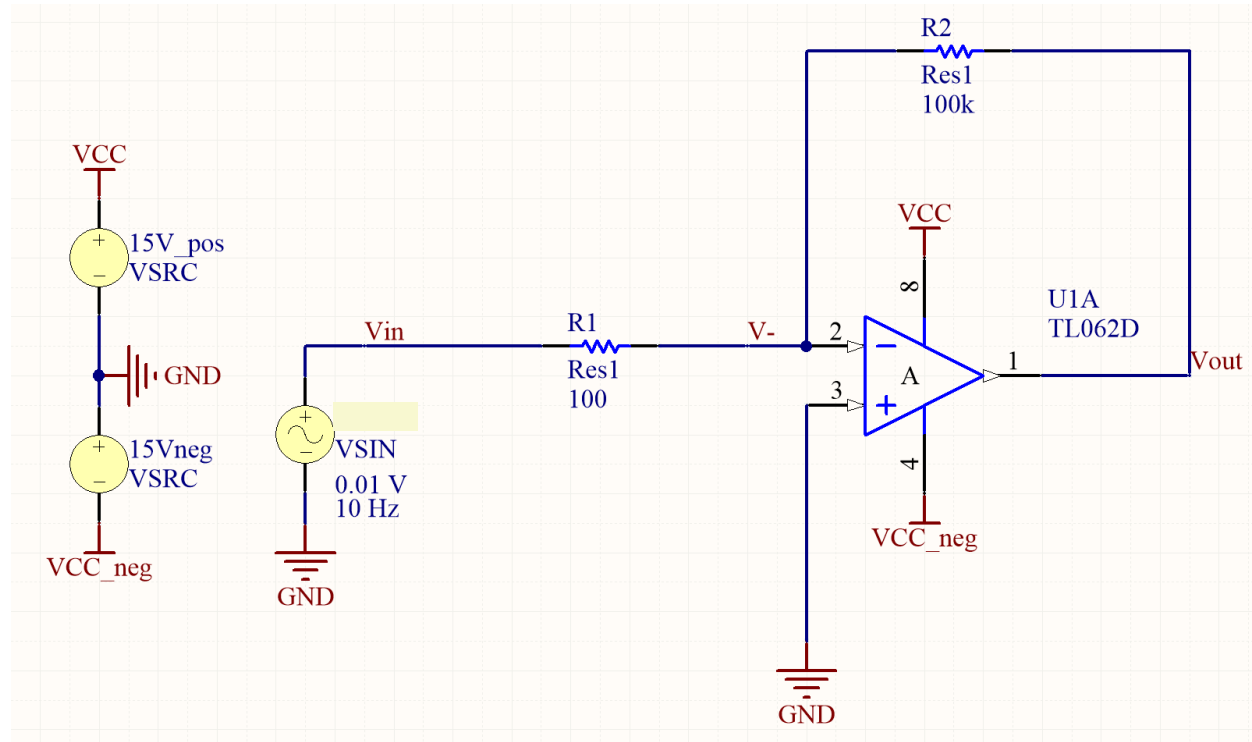 R2
Res1
100k
VCC
15V_pos
VSRC
GND
15Vneg
VSRC
VCC_neg
Vin
VSIN
0.01 V
10 Hz
GND
R1
Res1
100
V-
2
3
A
8
VCC
4
VCC_neg
1
U1A
TL062D
Vout
GND